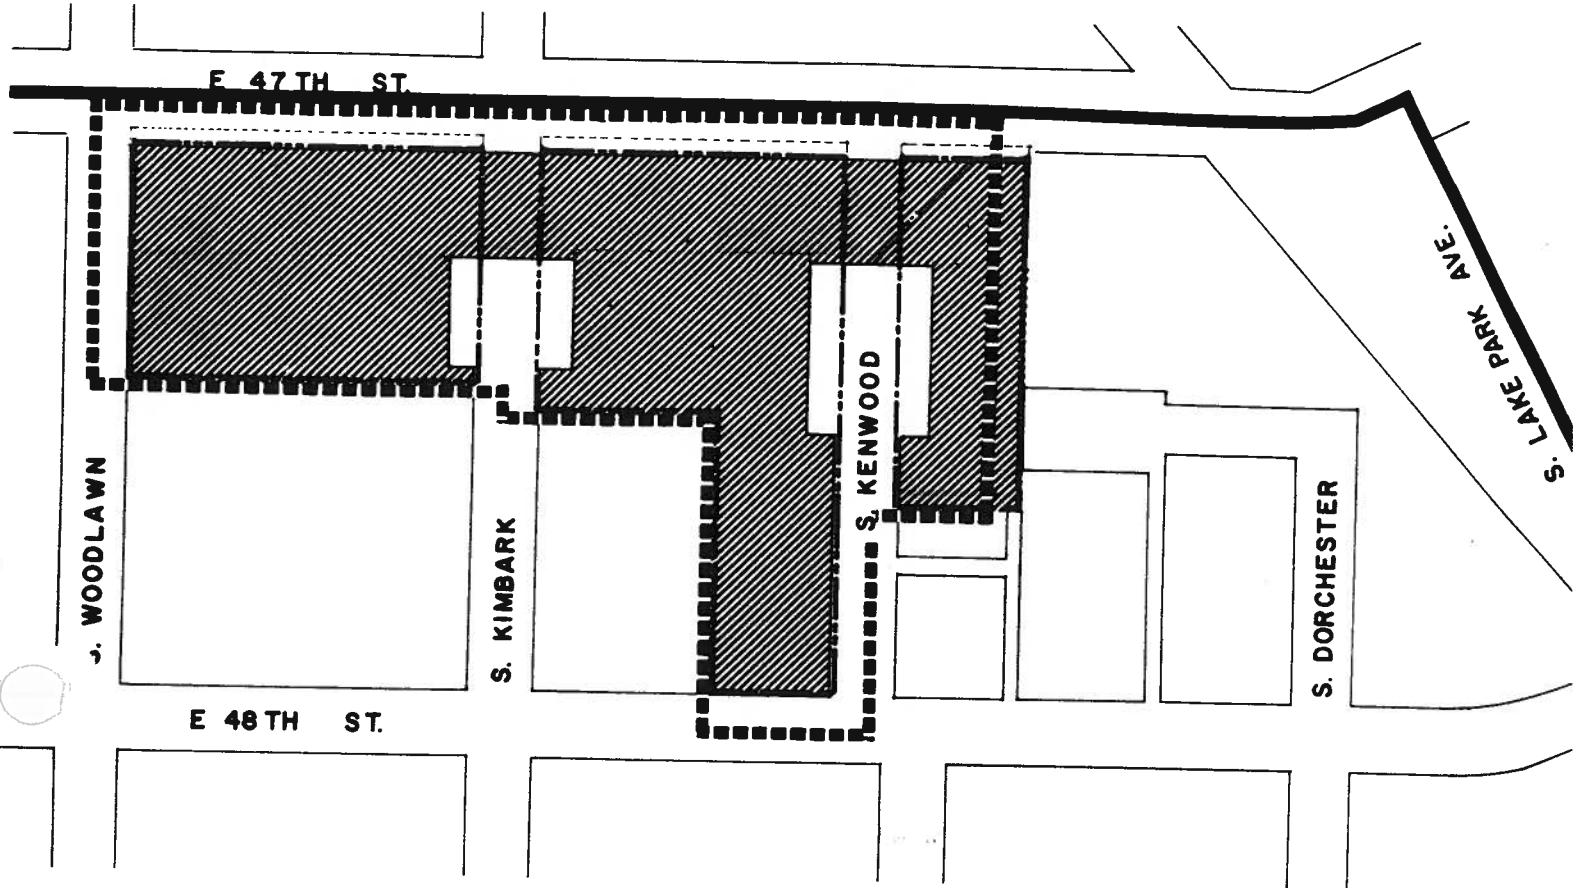 E 47TH ST.
S. LAKE PARK AVE.
S. KENWOOD
S. WOODLAWN
S. KIMBARK
S. DORCHESTER
E 48TH ST.